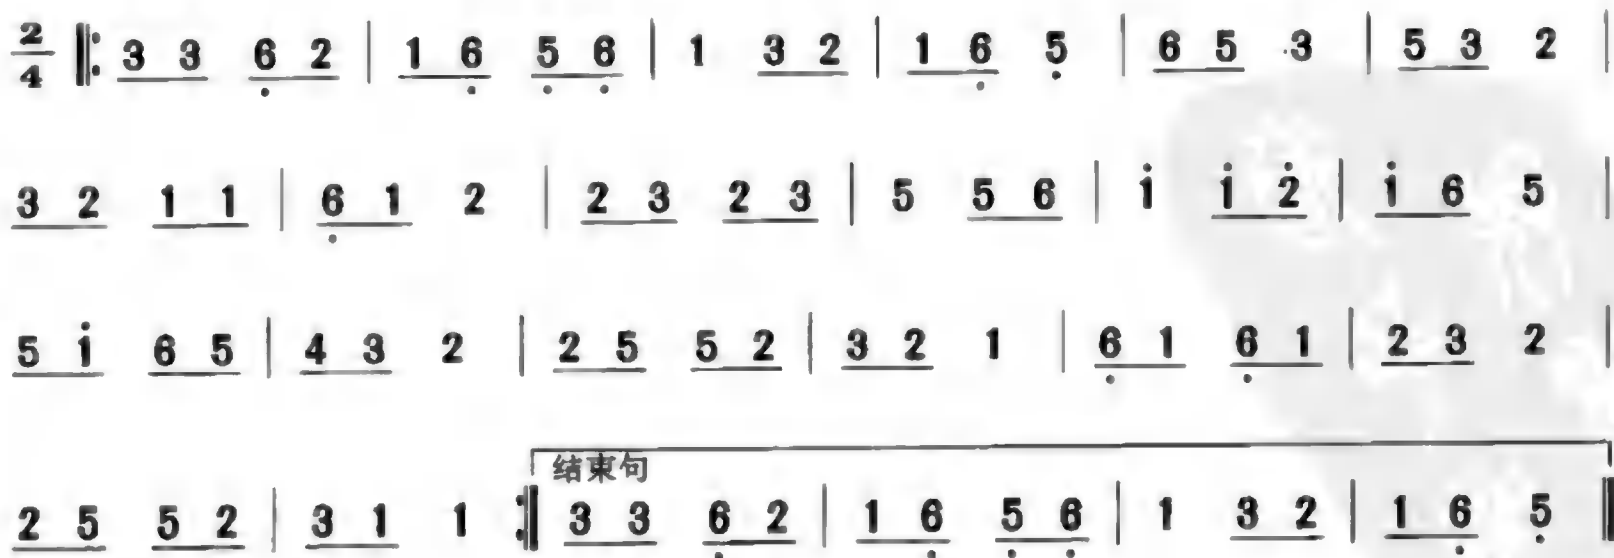 2/4 ‖: 3 3 6̣ 2 | 1 6̣ 5̣ 6̣ | 1 3 2 | 1 6̣ 5̣ | 6 5 3 | 5 3 2 |
3 2 1 1 | 6̣ 1 2 | 2 3 2 3 | 5 5 6 | 1̇ 1̇ 2̇ | 1̇ 6 5 |
5 1̇ 6 5 | 4 3 2 | 2 5 5 2 | 3 2 1 | 6̣ 1 6̣ 1 | 2 3 2 |
结束句
2 5 5 2 | 3 1 1 :‖ 3 3 6̣ 2 | 1 6̣ 5̣ 6̣ | 1 3 2 | 1 6̣ 5̣ ‖